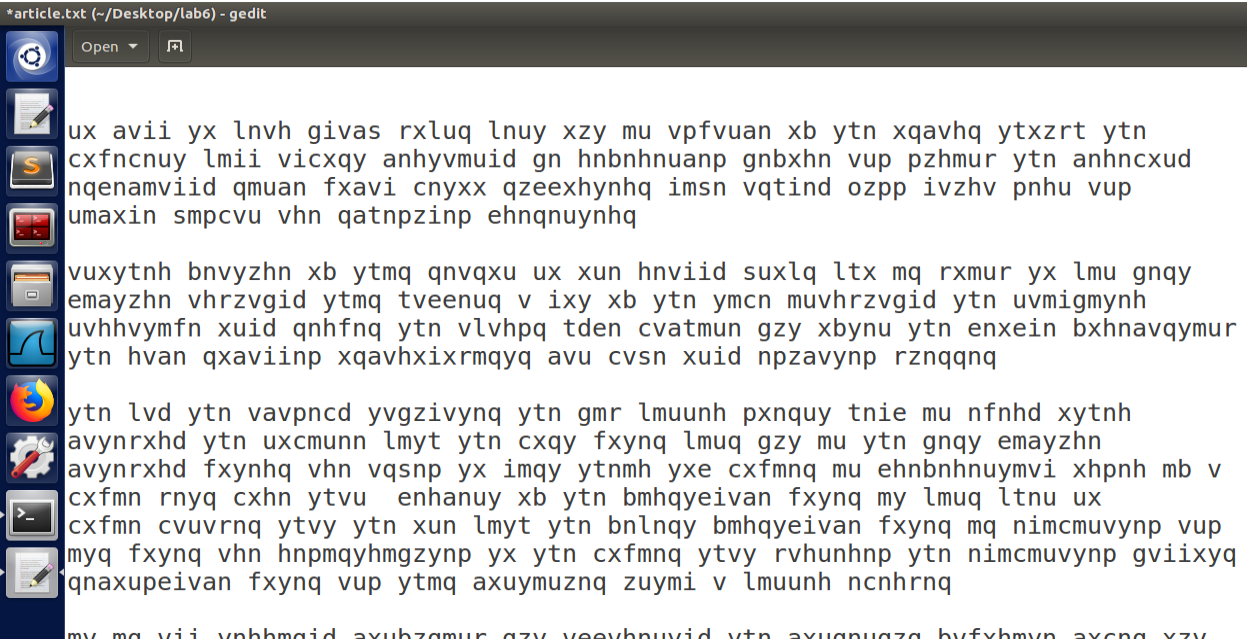 *article.txt (~/Desktop/lab6) - gedit
Open
ux avii yx lnvh givas rxluq lnuy xzy mu vpfvuan xb ytn xqavhq ytxzrt ytn
cxfncnuy lmii vicxqy anhyvmuid gn hnbnhnuanp gnbxhn vup pzhmur ytn anhncxud
nqenamviid qmuan fxavi cnyxx qzeexhynhq imsn vqtind ozpp ivzhv pnhu vup
umaxin smpcvu vhn qatnpzinp ehnqnuynhq
vuxytnh bnvyzhn xb ytmq qnvqxu ux xun hnviid suxlq ltx mq rxmur yx lmu gnqy
emayzhn vhrzvgid ytmq tveenuq v ixy xb ytn ymcn muvhrzvgid ytn uvmigmynh
uvhhvymfn xuid qnhfnq ytn vlvhpq tden cvatmun gzy xbynu ytn enxein bxhnavqymur
ytn hvan qxaviinp xqavhxixrmqyq avu cvsn xuid npzavynp rznqqnq
ytn lvd ytn vavpncd yvgzivynq ytn gmr lmuunh pxnquy tnie mu nfnhd xytnh
avynrxhd ytn uxcmunn lmyt ytn cxqy fxynq lmuq gzy mu ytn gnqy emayzhn
avynrxhd fxynhq vhn vqsnp yx imqy ytnmh yxe cxfmnq mu ehnbnhnuymvi xhpnh mb v
cxfmn rnyq cxhn ytvu  enhanuy xb ytn bmhqyeivan fxynq my lmuq ltnu ux
cxfmn cvuvrnq ytvy ytn xun lmyt ytn bnlnqy bmhqyeivan fxynq mq nimcmuvynp vup
myq fxynq vhn hnpmqyhmgzynp yx ytn cxfmnq ytvy rvhunhnp ytn nimcmuvynp gviixyq
qnaxupeivan fxynq vup ytmq axuymuznq zuymi v lmuunh ncnhrnq